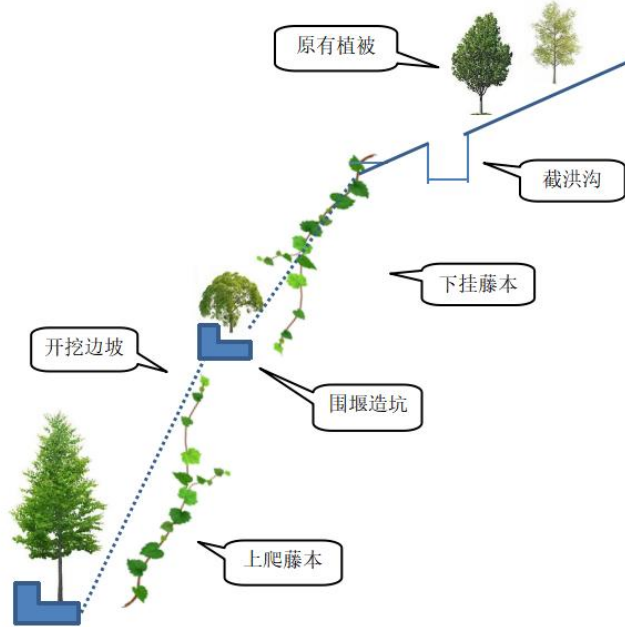 原有植被
截洪沟
下挂藤本
开挖边坡
围堰造坑
上爬藤本